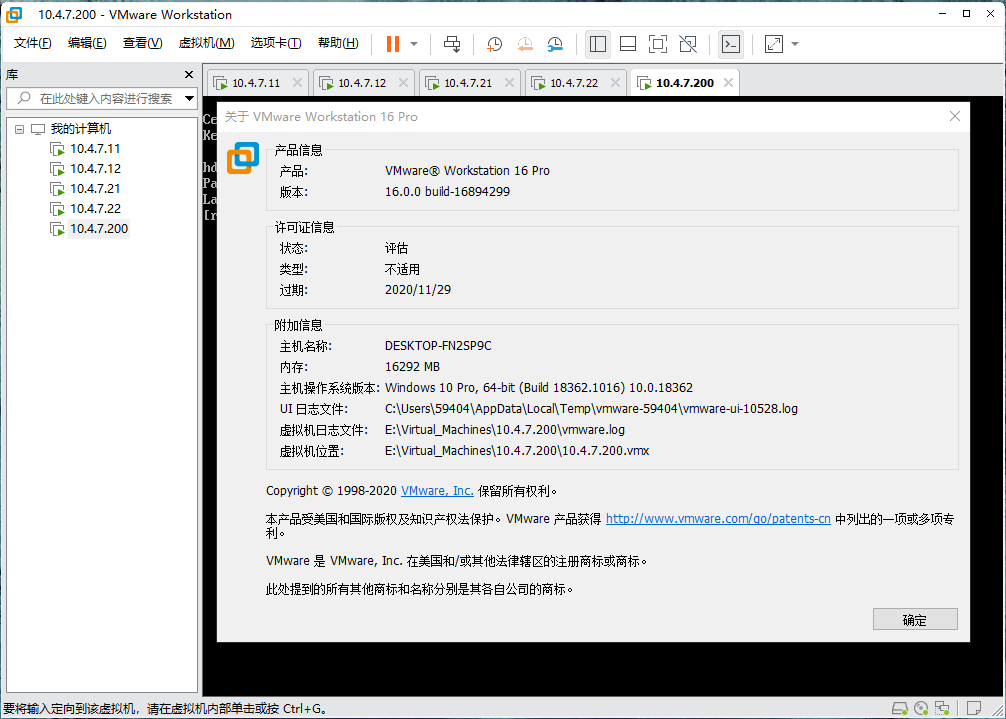 10.4.7.200 - VMware Workstation
文件(F) 编辑(E) 查看(V) 虚拟机(M) 选项卡(T) 帮助(H)
库
在此处键入内容进行搜索
10.4.7.11 10.4.7.12 10.4.7.21 10.4.7.22 10.4.7.200
我的计算机
10.4.7.11
10.4.7.12
10.4.7.21
10.4.7.22
10.4.7.200
Ce
Ke
hd
Pa
La
[r
关于 VMware Workstation 16 Pro
产品信息
产品: VMware® Workstation 16 Pro
版本: 16.0.0 build-16894299
许可证信息
状态: 评估
类型: 不适用
过期: 2020/11/29
附加信息
主机名称: DESKTOP-FN2SP9C
内存: 16292 MB
主机操作系统版本: Windows 10 Pro, 64-bit (Build 18362.1016) 10.0.18362
UI 日志文件: C:\Users\59404\AppData\Local\Temp\vmware-59404\vmware-ui-10528.log
虚拟机日志文件: E:\Virtual_Machines\10.4.7.200\vmware.log
虚拟机位置: E:\Virtual_Machines\10.4.7.200\10.4.7.200.vmx
Copyright © 1998-2020 VMware, Inc. 保留所有权利。
本产品受美国和国际版权及知识产权法保护。VMware 产品获得 http://www.vmware.com/go/patents-cn 中列出的一项或多项专
利。
VMware 是 VMware, Inc. 在美国和/或其他法律辖区的注册商标或商标。
此处提到的所有其他商标和名称分别是其各自公司的商标。
确定
要将输入定向到该虚拟机，请在虚拟机内部单击或按 Ctrl+G。